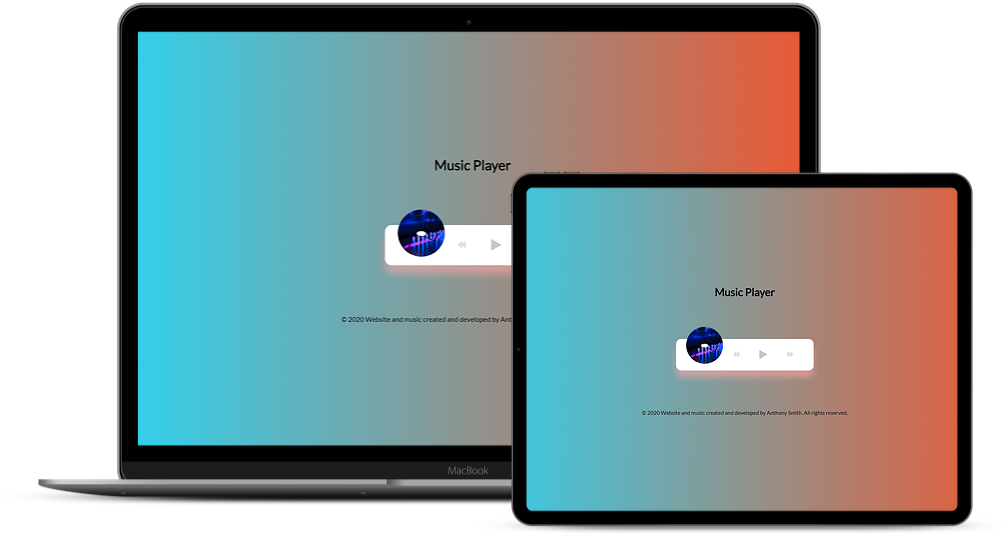 Music Player
© 2020 Website and music created and developed by Ant
MacBook
Music Player
© 2020 Website and music created and developed by Anthony Smith. All rights reserved.